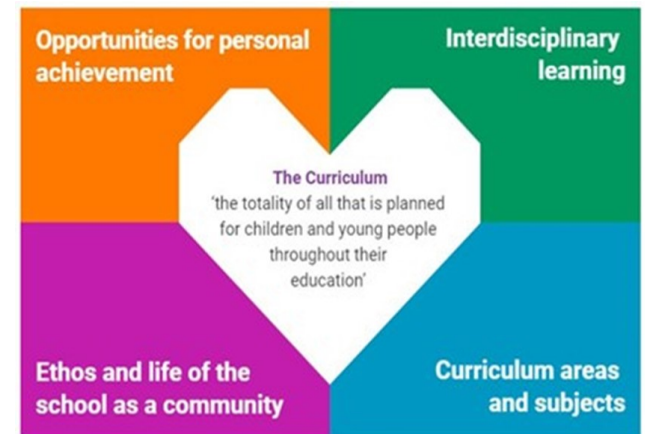 Opportunities for personal
achievement
Interdisciplinary
learning
The Curriculum
'the totality of all that is planned
for children and young people
throughout their
education'
Ethos and life of the
school as a community
Curriculum areas
and subjects